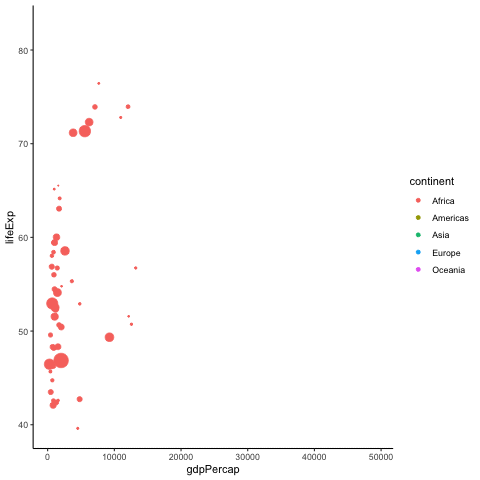 80
70
60
50
40
lifeExp
0
10000
20000
30000
40000
50000
gdpPercap
continent
Africa
Americas
Asia
Europe
Oceania